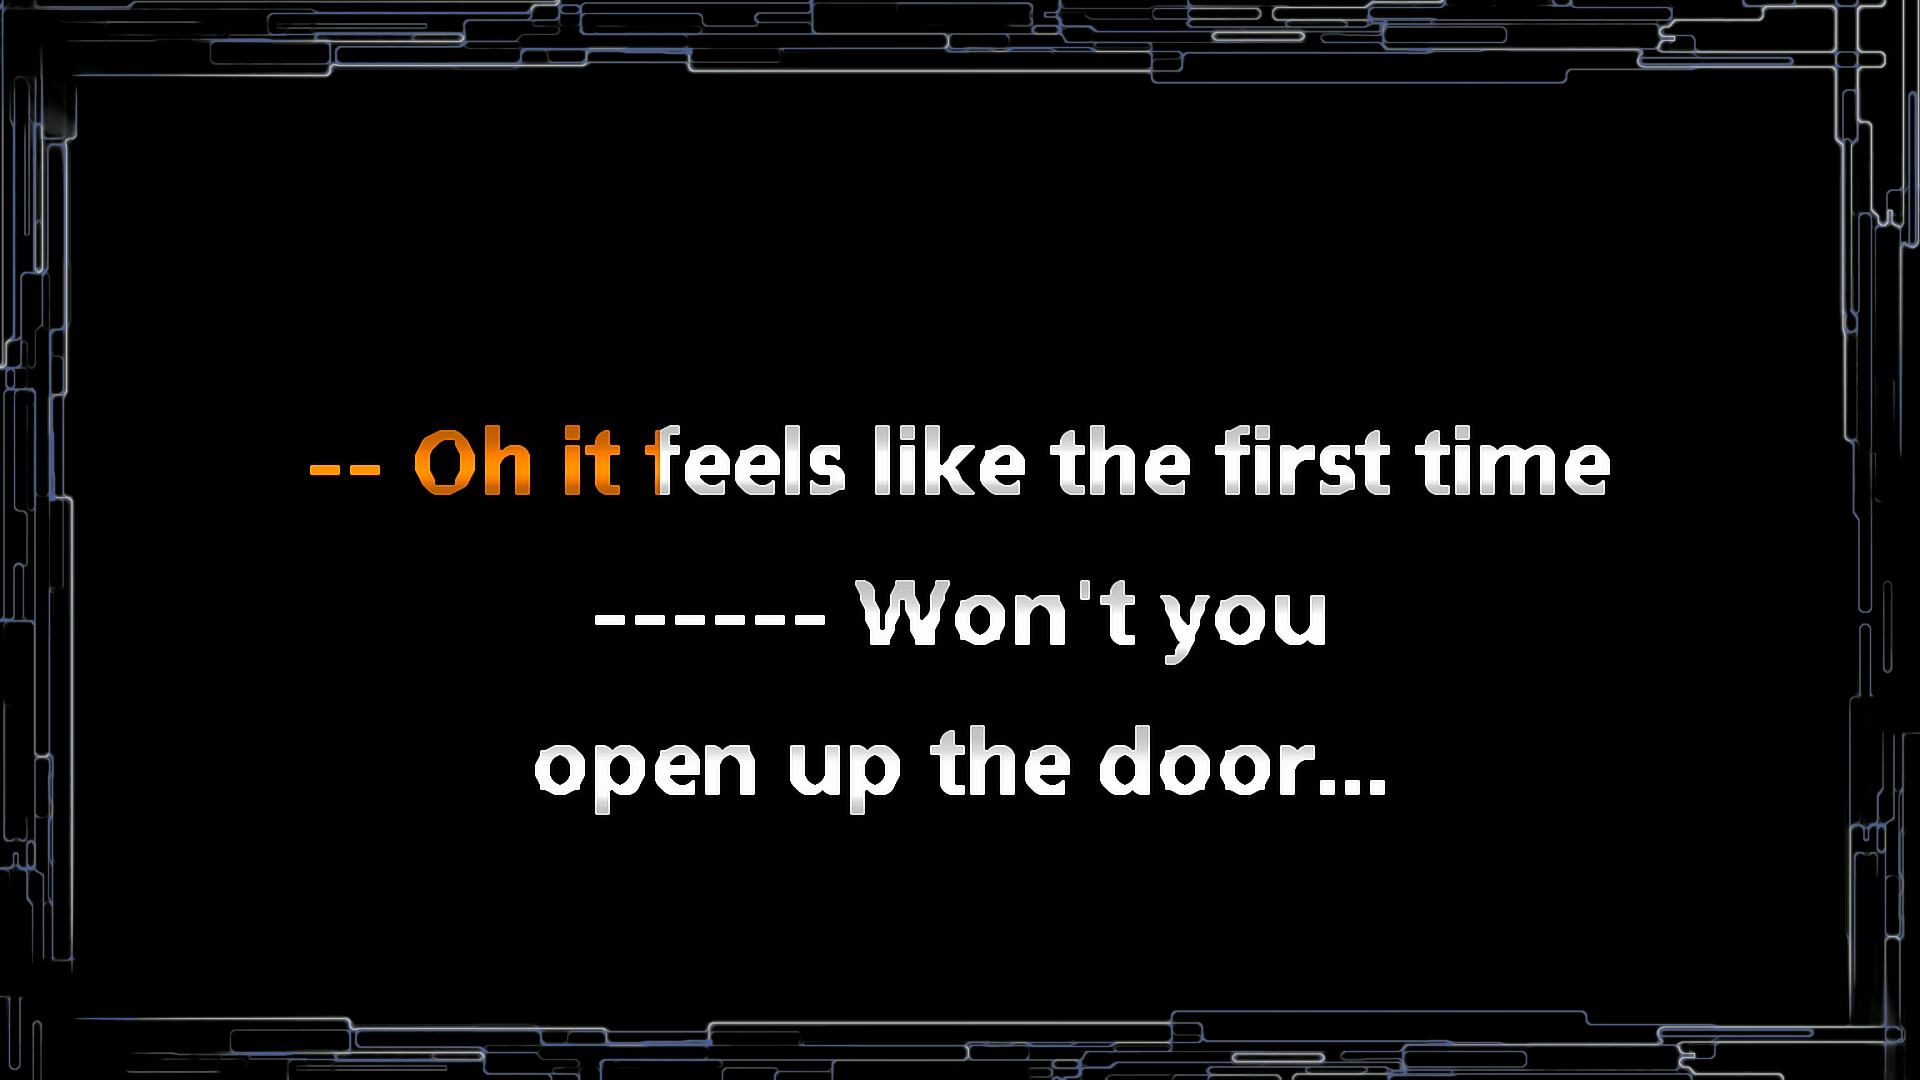 -- Oh it feels like the first time
------ Won't you
open up the door...